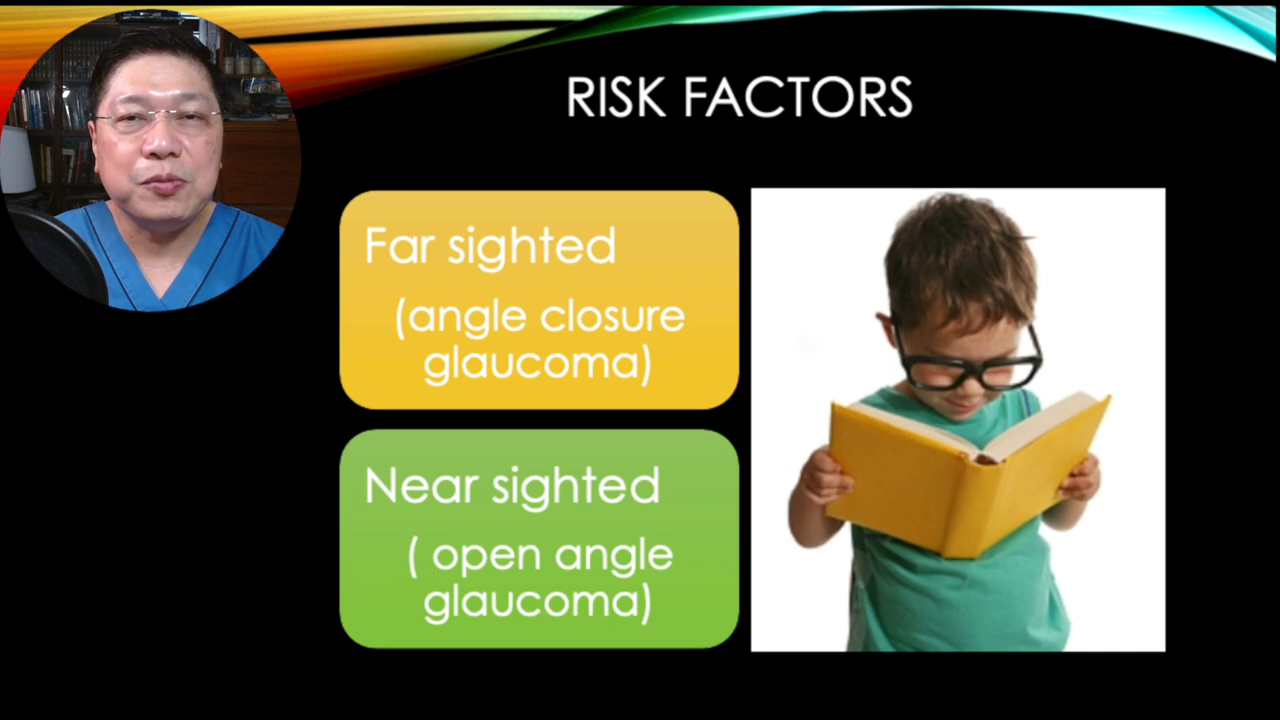 RISK FACTORS
Far sighted
(angle closure
glaucoma)
Near sighted
( open angle
glaucoma)